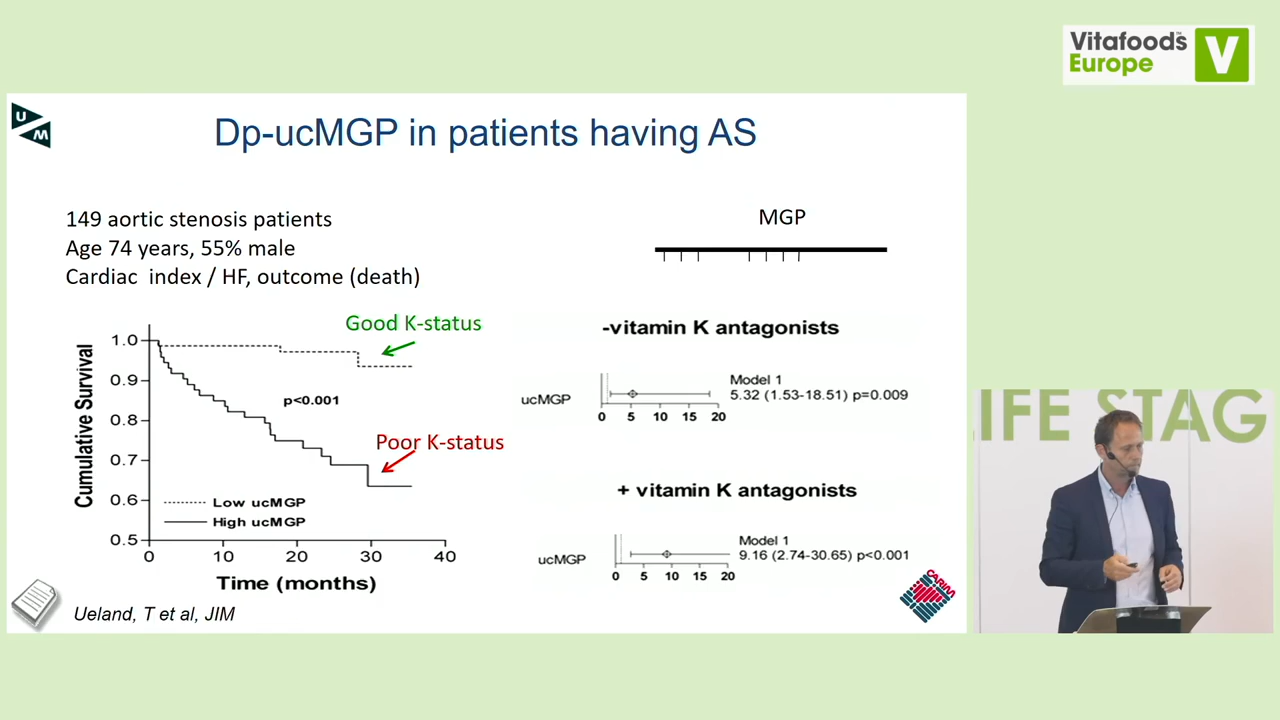 Vitafoods
Europe
V
U
M
Dp-ucMGP in patients having AS
149 aortic stenosis patients
Age 74 years, 55% male
Cardiac index / HF, outcome (death)
MGP
Good K-status
Poor K-status
p<0.001
Cumulative Survival
1.0
0.9
0.8
0.7
0.6
0.5
Low ucMGP
High ucMGP
0 10 20 30 40
Time (months)
-vitamin K antagonists
Model 1
ucMGP
5.32 (1.53-18.51) p=0.009
0 5 10 15 20
+ vitamin K antagonists
Model 1
ucMGP
9.16 (2.74-30.65) p<0.001
0 5 10 15 20
Ueland, T et al, JIM
CARIM
IFE STAG